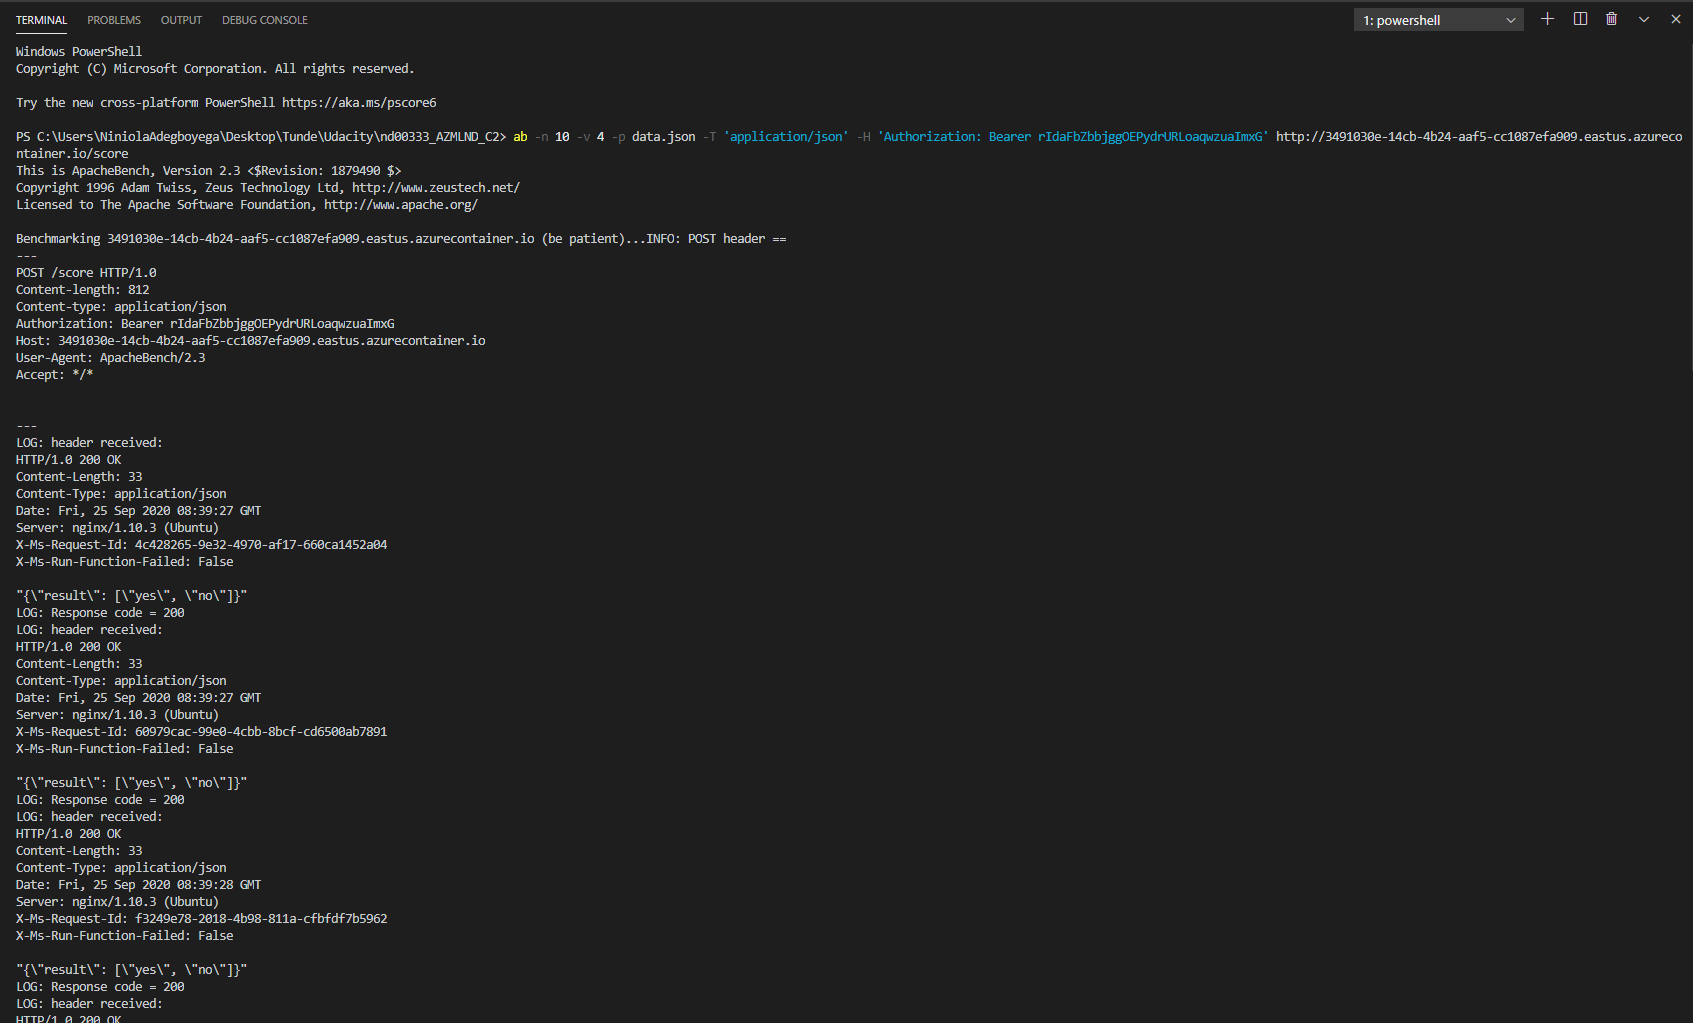 TERMINAL PROBLEMS OUTPUT DEBUG CONSOLE 1: powershell
Windows PowerShell
Copyright (C) Microsoft Corporation. All rights reserved.
Try the new cross-platform PowerShell https://aka.ms/pscore6
PS C:\Users\NiniolaAdegboyega\Desktop\Tunde\Udacity\nd00333_AZMLND_C2> ab -n 10 -v 4 -p data.json -T 'application/json' -H 'Authorization: Bearer rIdaFbZbbjggOEPydrURLoaqwzuaImxG' http://3491030e-14cb-4b24-aaf5-cc1087efa909.eastus.azureco
ntainer.io/score
This is ApacheBench, Version 2.3 <$Revision: 1879490 $>
Copyright 1996 Adam Twiss, Zeus Technology Ltd, http://www.zeustech.net/
Licensed to The Apache Software Foundation, http://www.apache.org/
Benchmarking 3491030e-14cb-4b24-aaf5-cc1087efa909.eastus.azurecontainer.io (be patient)...INFO: POST header ==
---
POST /score HTTP/1.0
Content-length: 812
Content-type: application/json
Authorization: Bearer rIdaFbZbbjggOEPydrURLoaqwzuaImxG
Host: 3491030e-14cb-4b24-aaf5-cc1087efa909.eastus.azurecontainer.io
User-Agent: ApacheBench/2.3
Accept: */*
---
LOG: header received:
HTTP/1.0 200 OK
Content-Length: 33
Content-Type: application/json
Date: Fri, 25 Sep 2020 08:39:27 GMT
Server: nginx/1.10.3 (Ubuntu)
X-Ms-Request-Id: 4c428265-9e32-4970-af17-660ca1452a04
X-Ms-Run-Function-Failed: False
"{\"result\": [\"yes\", \"no\"]}"
LOG: Response code = 200
LOG: header received:
HTTP/1.0 200 OK
Content-Length: 33
Content-Type: application/json
Date: Fri, 25 Sep 2020 08:39:27 GMT
Server: nginx/1.10.3 (Ubuntu)
X-Ms-Request-Id: 60979cac-99e0-4cbb-8bcf-cd6500ab7891
X-Ms-Run-Function-Failed: False
"{\"result\": [\"yes\", \"no\"]}"
LOG: Response code = 200
LOG: header received:
HTTP/1.0 200 OK
Content-Length: 33
Content-Type: application/json
Date: Fri, 25 Sep 2020 08:39:28 GMT
Server: nginx/1.10.3 (Ubuntu)
X-Ms-Request-Id: f3249e78-2018-4b98-811a-cfbfdf7b5962
X-Ms-Run-Function-Failed: False
"{\"result\": [\"yes\", \"no\"]}"
LOG: Response code = 200
LOG: header received:
HTTP/1.0 200 OK